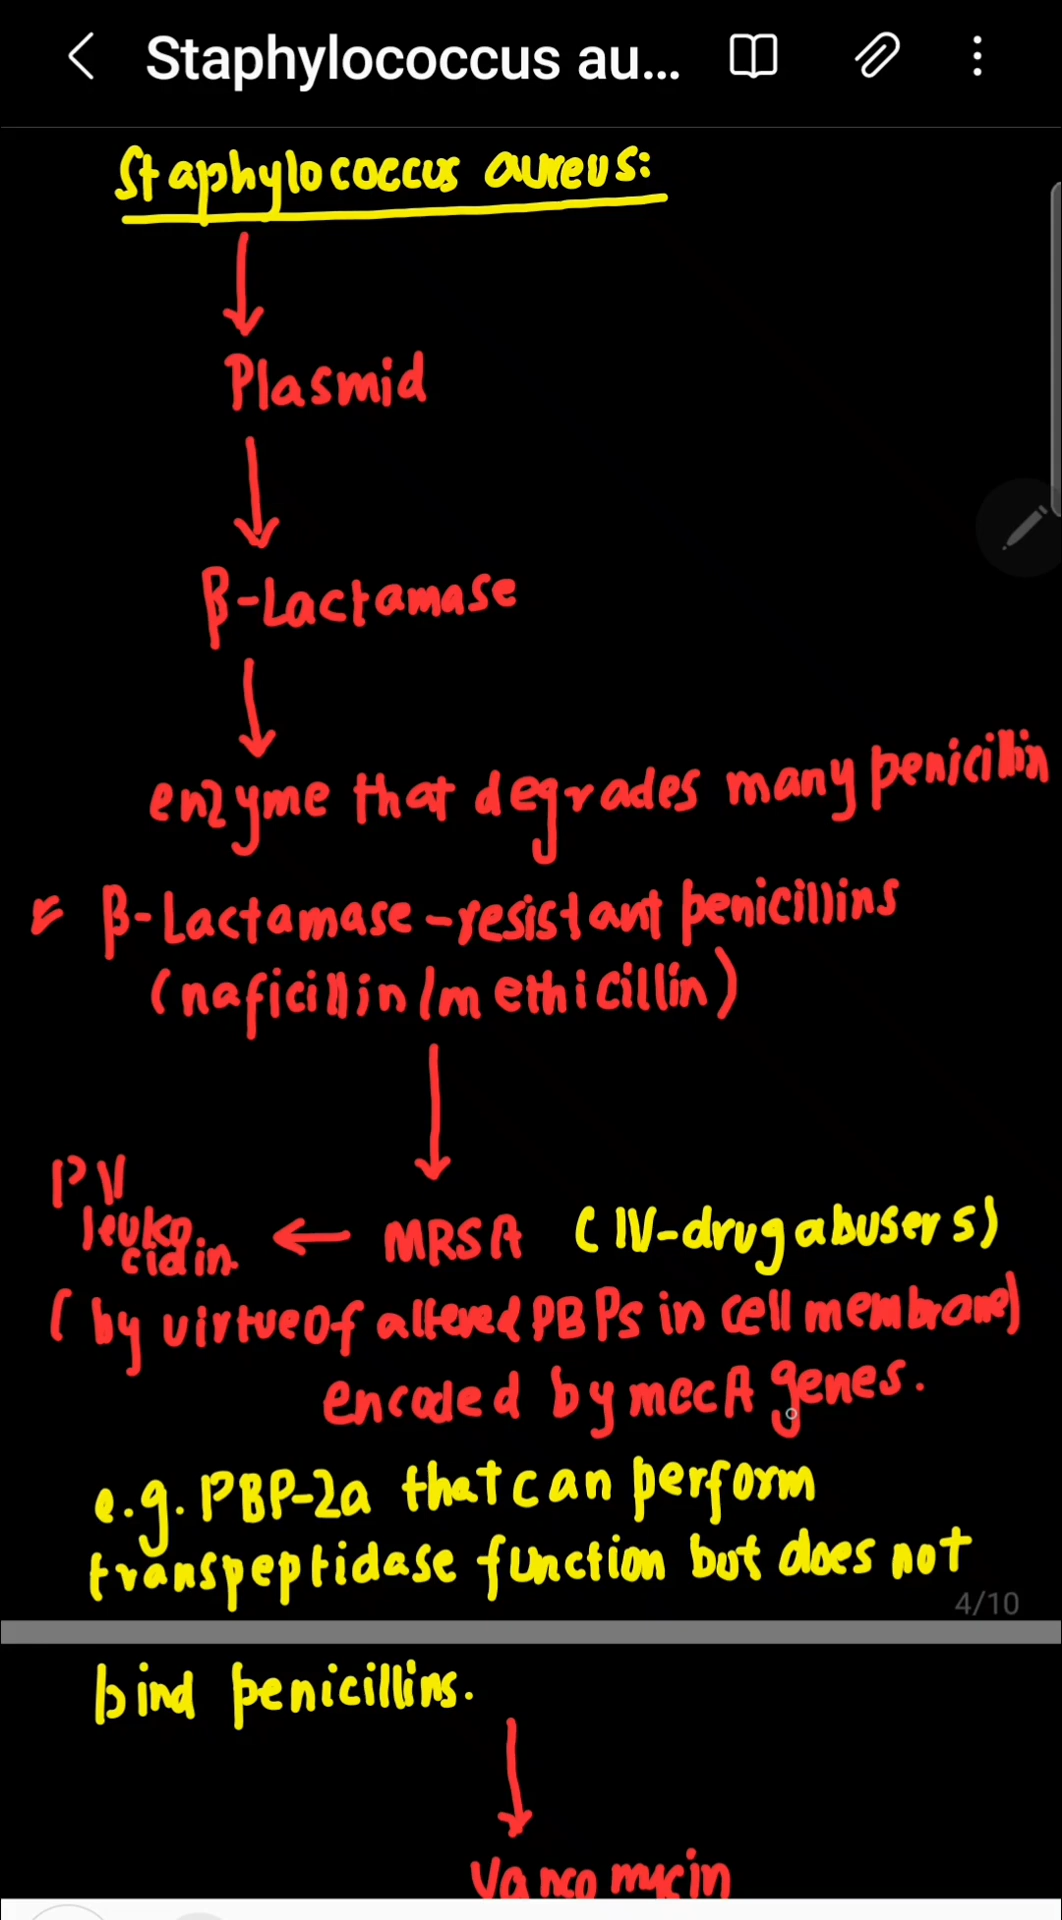 Staphylococcus au...
Staphylococcus aureus:
Plasmid
β-Lactamase
enzyme that degrades many penicillin
β-Lactamase-resistant penicillins
(naficillin/methicillin)
PV
leuko
cidin.
← MRSA (IV-drug abusers)
(by virtue of altered PBPs in cell membrane)
encoded by mecA genes.
e.g. PBP-2a that can perform
transpeptidase function but does not
4/10
bind penicillins.
Vancomycin